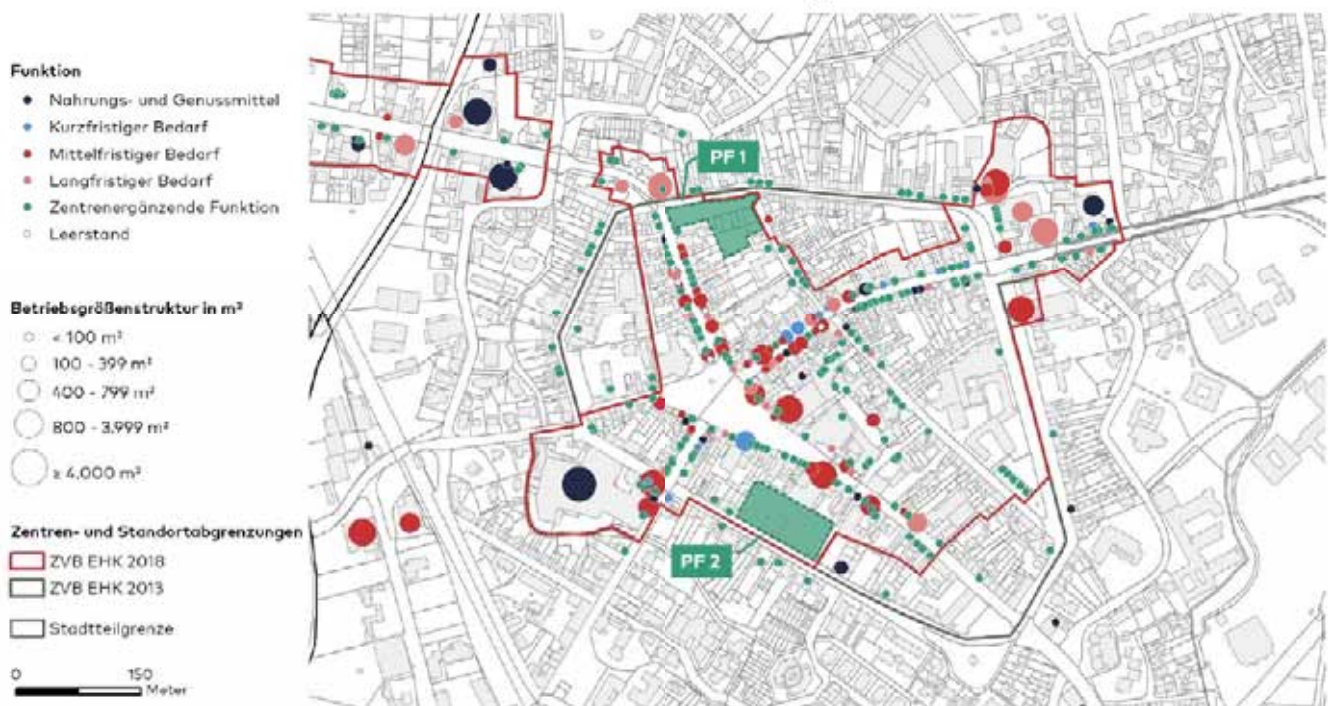 Funktion
Nahrungs- und Genussmittel
Kurzfristiger Bedarf
Mittelfristiger Bedarf
Langfristiger Bedarf
Zentrenergänzende Funktion
Leerstand
Betriebsgrößenstruktur in m²
< 100 m²
100 - 399 m²
400 - 799 m²
800 - 3.999 m²
≥ 4.000 m²
Zentren- und Standortabgrenzungen
ZVB EHK 2018
ZVB EHK 2013
Stadtteilgrenze
0 150
Meter
PF 1
PF 2